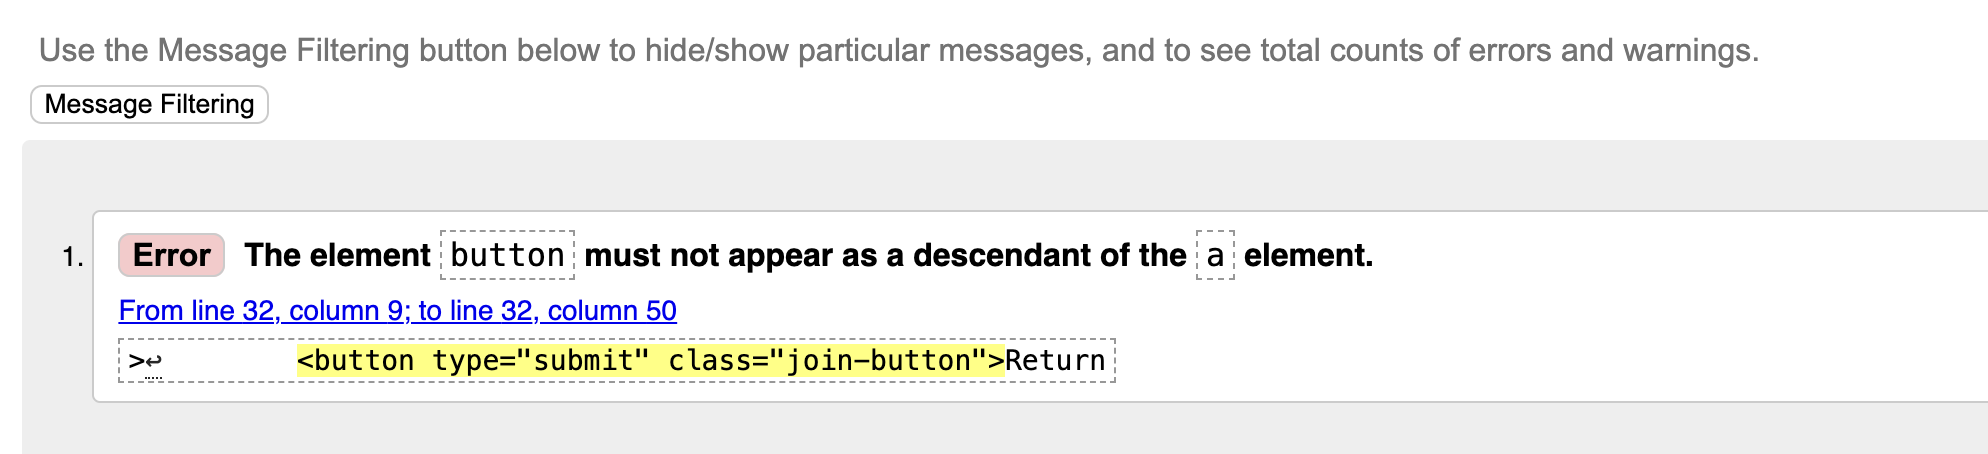 Use the Message Filtering button below to hide/show particular messages, and to see total counts of errors and warnings.
Message Filtering
1. Error The element button must not appear as a descendant of the a element.
From line 32, column 9; to line 32, column 50
>↩        <button type="submit" class="join-button">Return